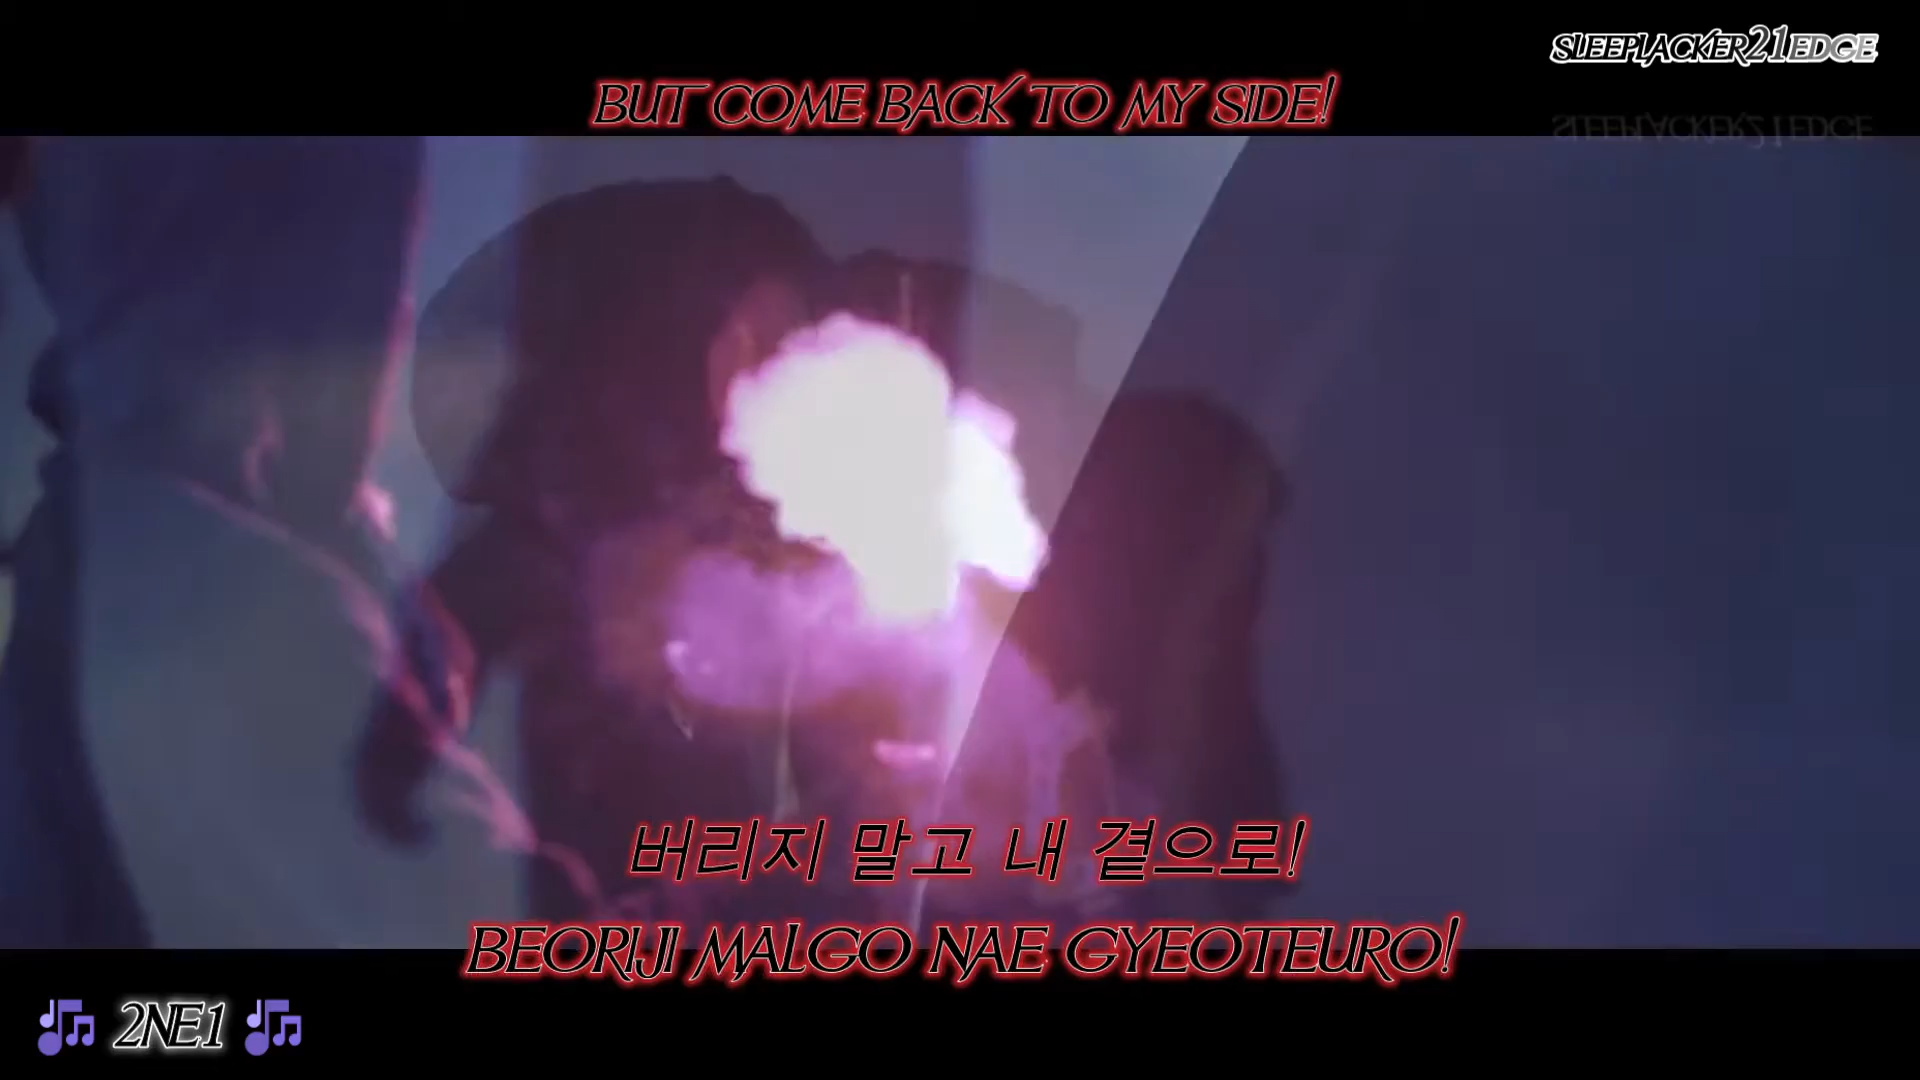 SLEEPLACKER21EDGE
BUT COME BACK TO MY SIDE!
버리지 말고 내 곁으로!
BEORIJI MALGO NAE GYEOTEURO!
🎶 2NE1 🎶